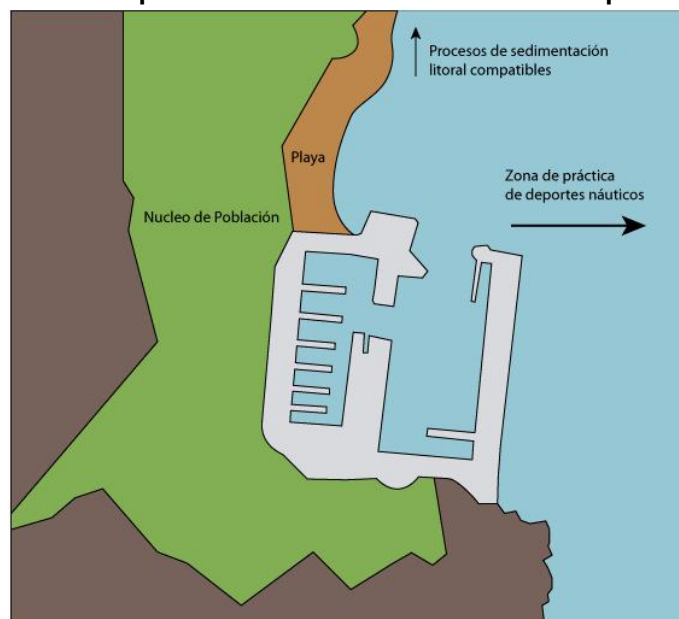 Procesos de sedimentación
litoral compatibles
Playa
Zona de práctica
de deportes náuticos
Nucleo de Población